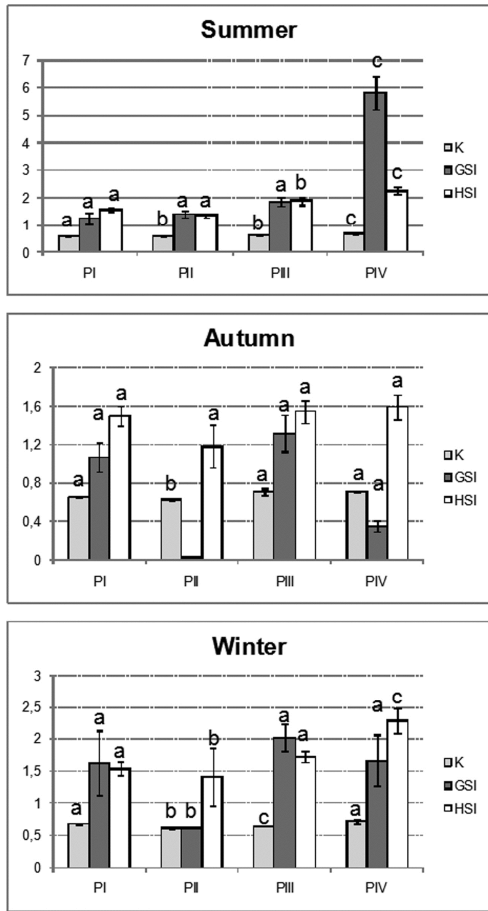 Summer
7
6
5
4
3
2
1
0
c
a a a
a b a a
b a b
c c
PI PII PIII PIV
K
GSI
HSI
Autumn
2
1,6
1,2
0,8
0,4
0
a a a
b a
a a a
a a a
PI PII PIII PIV
K
GSI
HSI
Winter
3
2,5
2
1,5
1
0,5
0
a a a
b b b
c a a
a a c
PI PII PIII PIV
K
GSI
HSI